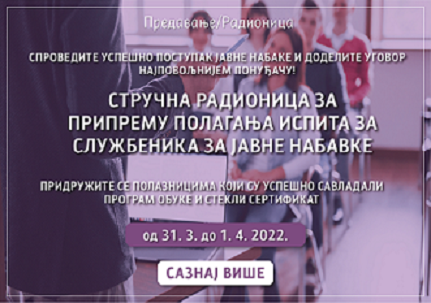 Предавање/Радионица
СПРОВЕДИТЕ УСПЕШНО ПОСТУПАК ЈАВНЕ НАБАКЕ И ДОДЕЛИТЕ УГОВОР
НАЈПОВОЉНИЈЕМ ПОНУЂАЧУ!
СТРУЧНА РАДИОНИЦА ЗА
ПРИПРЕМУ ПОЛАГАЊА ИСПИТА ЗА
СЛУЖБЕНИКА ЗА ЈАВНЕ НАБАВКЕ
ПРИДРУЖИТЕ СЕ ПОЛАЗНИЦИМА КОЈИ СУ УСПЕШНО САВЛАДАЛИ
ПРОГРАМ ОБУКЕ И СТЕКЛИ СЕРТИФИКАТ
од 31. 3. до 1. 4. 2022.
САЗНАЈ ВИШЕ